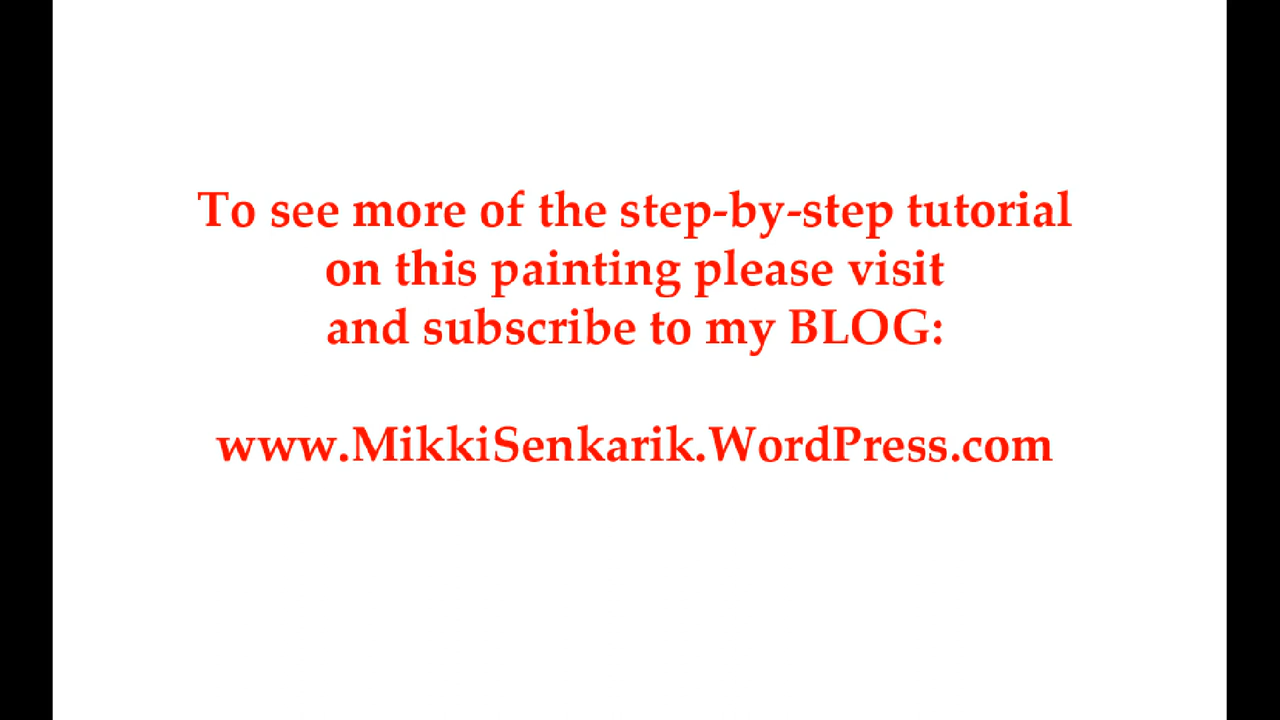 To see more of the step-by-step tutorial
on this painting please visit
and subscribe to my BLOG:
www.MikkiSenkarik.WordPress.com